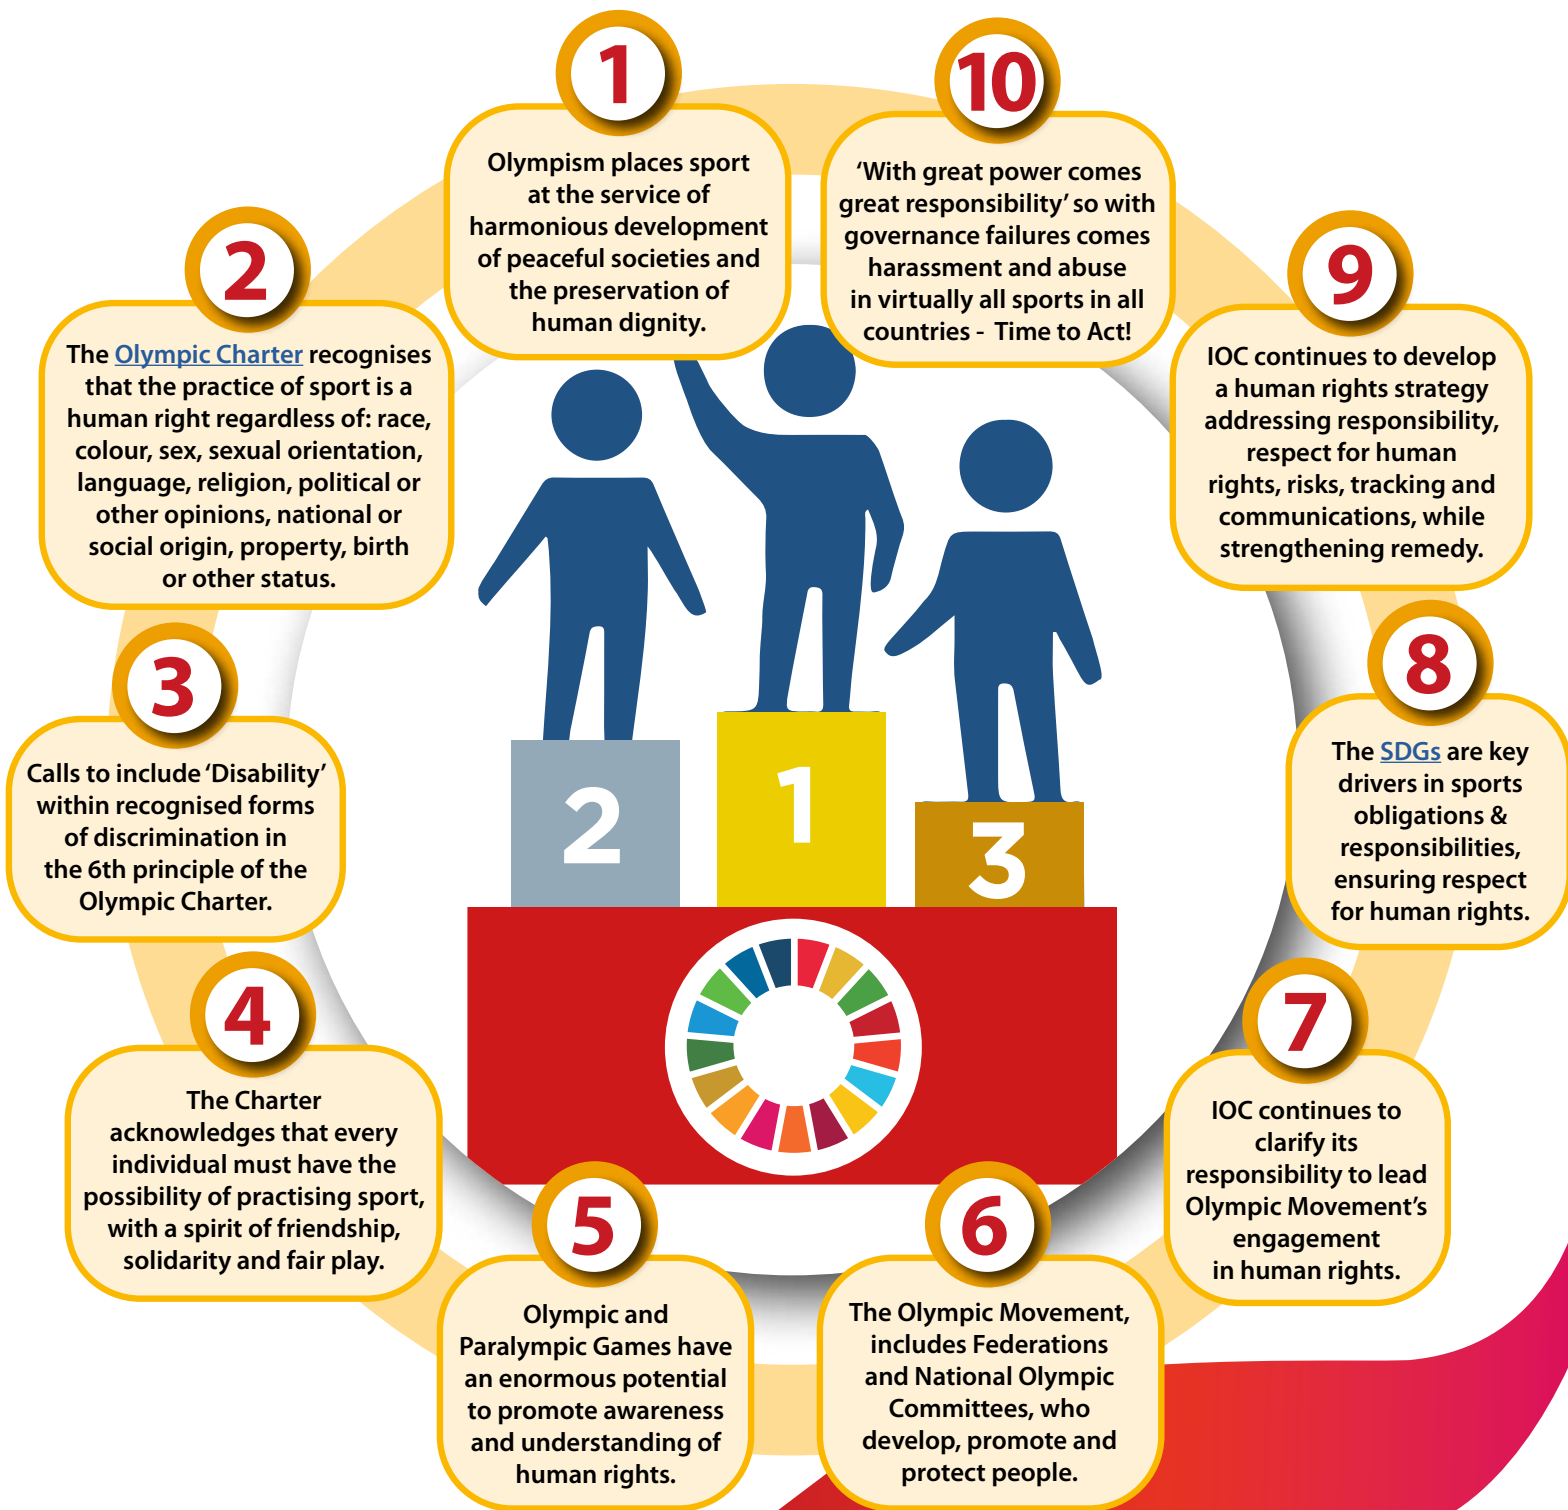 1
Olympism places sport
at the service of
harmonious development
of peaceful societies and
the preservation of
human dignity.
2
The Olympic Charter recognises
that the practice of sport is a
human right regardless of: race,
colour, sex, sexual orientation,
language, religion, political or
other opinions, national or
social origin, property, birth
or other status.
3
Calls to include ‘Disability’
within recognised forms
of discrimination in
the 6th principle of the
Olympic Charter.
4
The Charter
acknowledges that every
individual must have the
possibility of practising sport,
with a spirit of friendship,
solidarity and fair play.
5
Olympic and
Paralympic Games have
an enormous potential
to promote awareness
and understanding of
human rights.
6
The Olympic Movement,
includes Federations
and National Olympic
Committees, who
develop, promote and
protect people.
7
IOC continues to
clarify its
responsibility to lead
Olympic Movement’s
engagement
in human rights.
8
The SDGs are key
drivers in sports
obligations &
responsibilities,
ensuring respect
for human rights.
9
IOC continues to develop
a human rights strategy
addressing responsibility,
respect for human
rights, risks, tracking and
communications, while
strengthening remedy.
10
‘With great power comes
great responsibility’ so with
governance failures comes
harassment and abuse
in virtually all sports in all
countries - Time to Act!
2
1
3